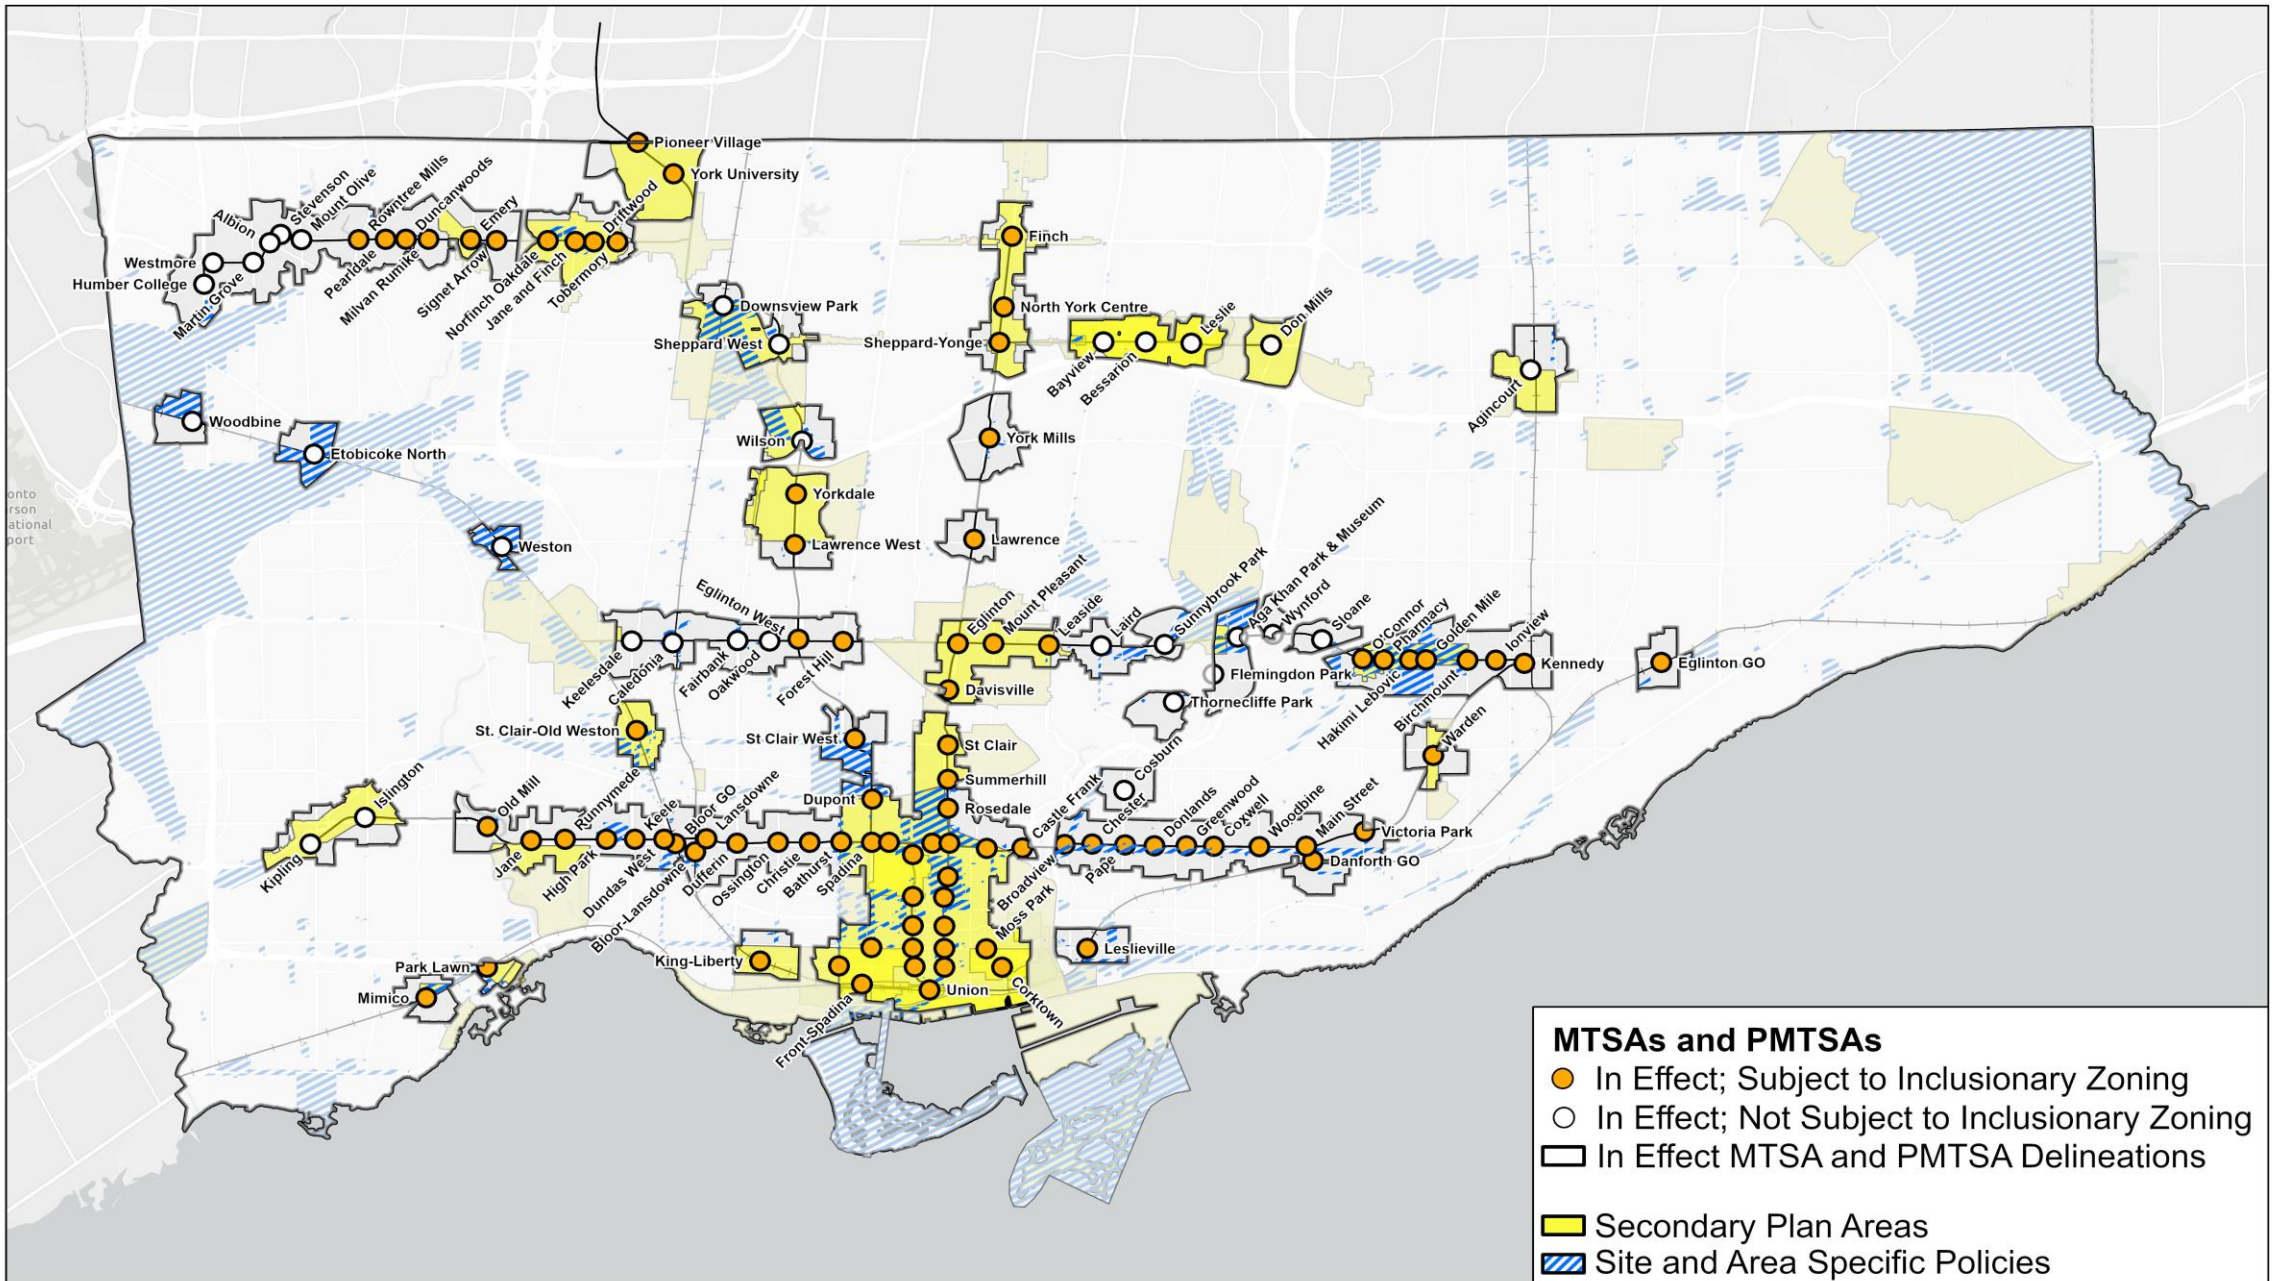 Pioneer Village
York University
Stevenson
Mount Olive
Rowntree Mills
Duncanwoods
Emery
Driftwood
Albion
Westmore
Humber College
Martin Grove
Pearldale
Milvan Rumike
Signet Arrow
Norfinch Oakdale
Jane and Finch
Tobermory
Finch
Downsview Park
North York Centre
Leslie
Don Mills
Sheppard West
Sheppard-Yonge
Bayview
Bessarion
Agincourt
Woodbine
Etobicoke North
Wilson
York Mills
onto
rson
ational
port
Yorkdale
Weston
Lawrence West
Lawrence
Eglinton West
Eglinton
Mount Pleasant
Leaside
Laird
Sunnybrook Park
Aga Khan Park & Museum
Wynford
Sloane
O'Connor
Pharmacy
Golden Mile
Ionview
Kennedy
Eglinton GO
Keelesdale
Caledonia
Fairbank
Oakwood
Forest Hill
Davisville
Flemingdon Park
Thorncliffe Park
Hakimi Lebovic
Birchmount
Warden
St. Clair-Old Weston
St Clair West
St Clair
Summerhill
Cosburn
Islington
Kipling
Old Mill
Runnymede
Keele
Bloor GO
Lansdowne
Dupont
Rosedale
Castle Frank
Chester
Donlands
Greenwood
Coxwell
Woodbine
Main Street
Victoria Park
Danforth GO
Jane
High Park
Dundas West
Bloor-Lansdowne
Dufferin
Ossington
Christie
Bathurst
Spadina
Broadview
Pape
Moss Park
Park Lawn
Mimico
King-Liberty
Leslieville
Union
Corktown
Front-Spadina
MTSAs and PMTSAs
In Effect; Subject to Inclusionary Zoning
In Effect; Not Subject to Inclusionary Zoning
In Effect MTSA and PMTSA Delineations
Secondary Plan Areas
Site and Area Specific Policies